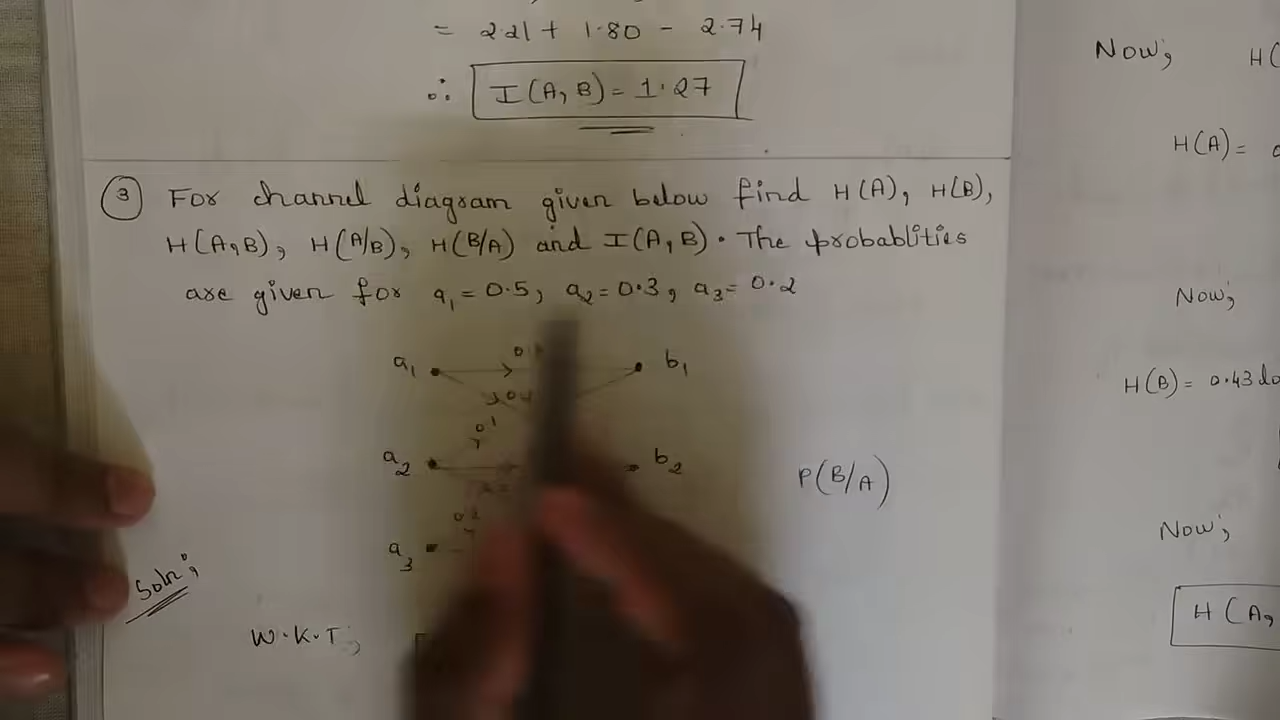 = 2.21 + 1.80 - 2.74
∴ I(A, B) = 1.27
Now; H(
H(A) =
③ For channel diagram given below find H(A), H(B),
H(A,B), H(A/B), H(B/A) and I(A, B). The probablities
are given for a₁ = 0.5, a₂ = 0.3, a₃ = 0.2
Now;
a₁ b₁
H(B) = 0.43 
0.1
a₂ b₂
P(B/A)
a₃
Now;
Soln;
H(A,
W.K.T;